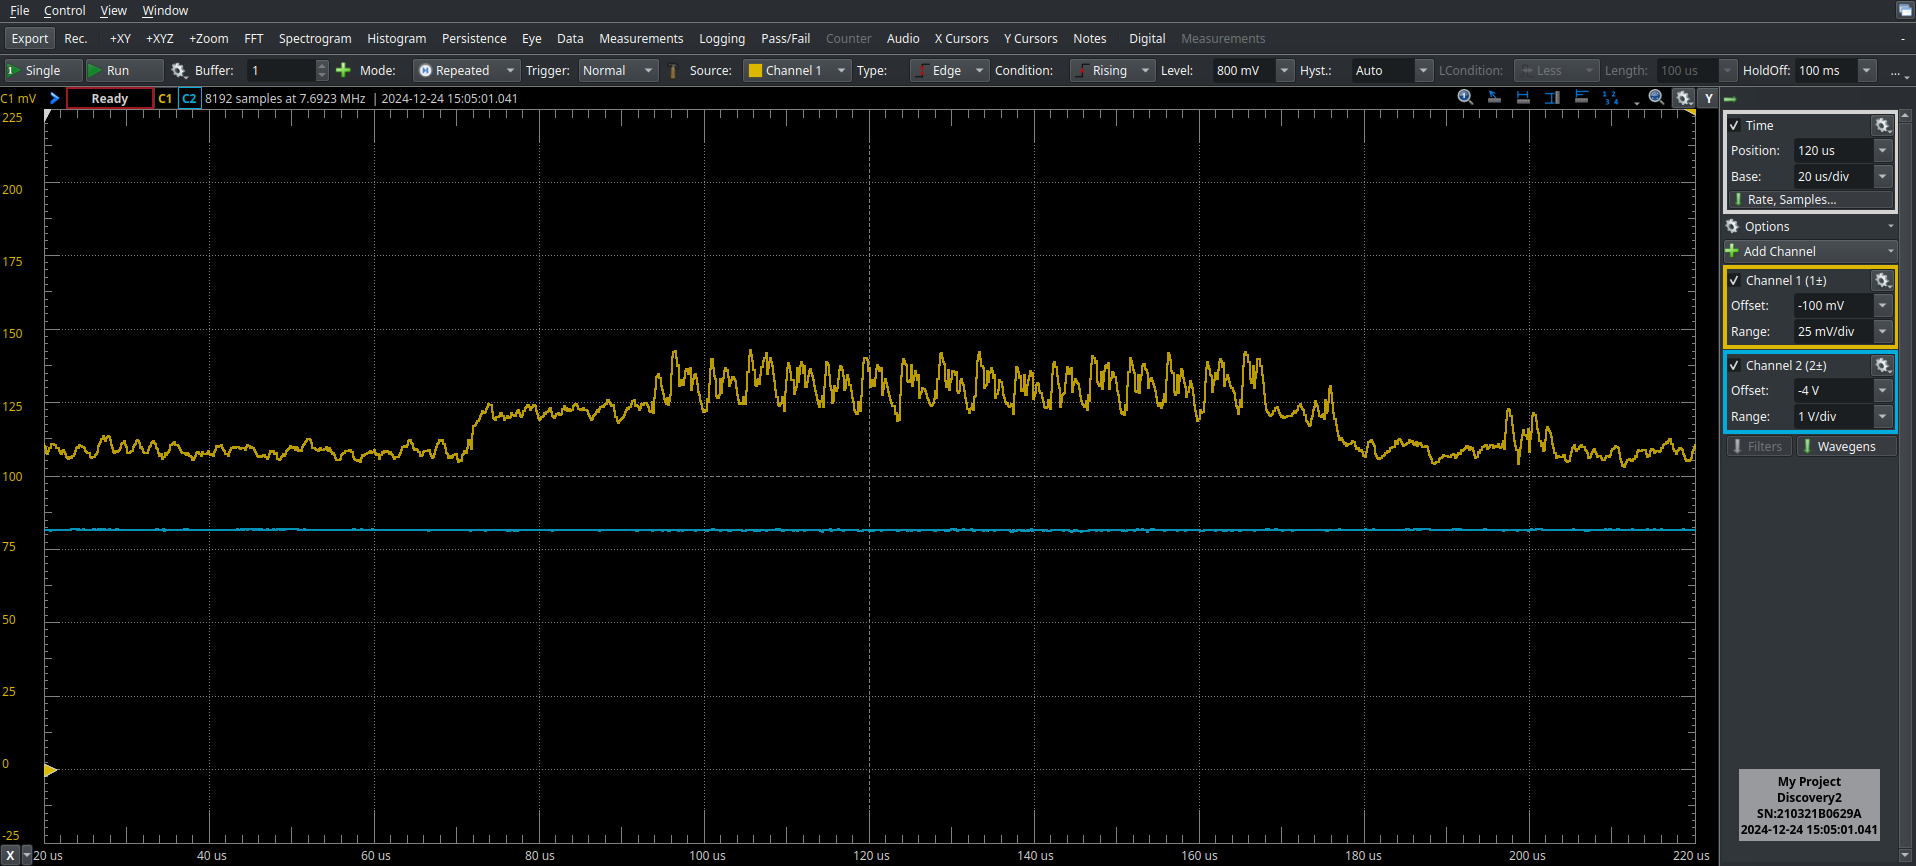 File Control View Window
Export Rec. +XY +XYZ +Zoom FFT Spectrogram Histogram Persistence Eye Data Measurements Logging Pass/Fail Counter Audio X Cursors Y Cursors Notes Digital Measurements
1 Single Run Buffer: 1 Mode: Repeated Trigger: Normal Source: Channel 1 Type: Edge Condition: Rising Level: 800 mV Hyst.: Auto LCondition: Less Length: 100 us HoldOff: 100 ms ...
C1 mV Ready C1 C2 8192 samples at 7.6923 MHz | 2024-12-24 15:05:01.041 Y
225
200
175
150
125
100
75
50
25
0
-25
X 20 us 40 us 60 us 80 us 100 us 120 us 140 us 160 us 180 us 200 us 220 us
Time
Position: 120 us
Base: 20 us/div
Rate, Samples...
Options
Add Channel
Channel 1 (1±)
Offset: -100 mV
Range: 25 mV/div
Channel 2 (2±)
Offset: -4 V
Range: 1 V/div
Filters Wavegens
My Project
Discovery2
SN:210321B0629A
2024-12-24 15:05:01.041